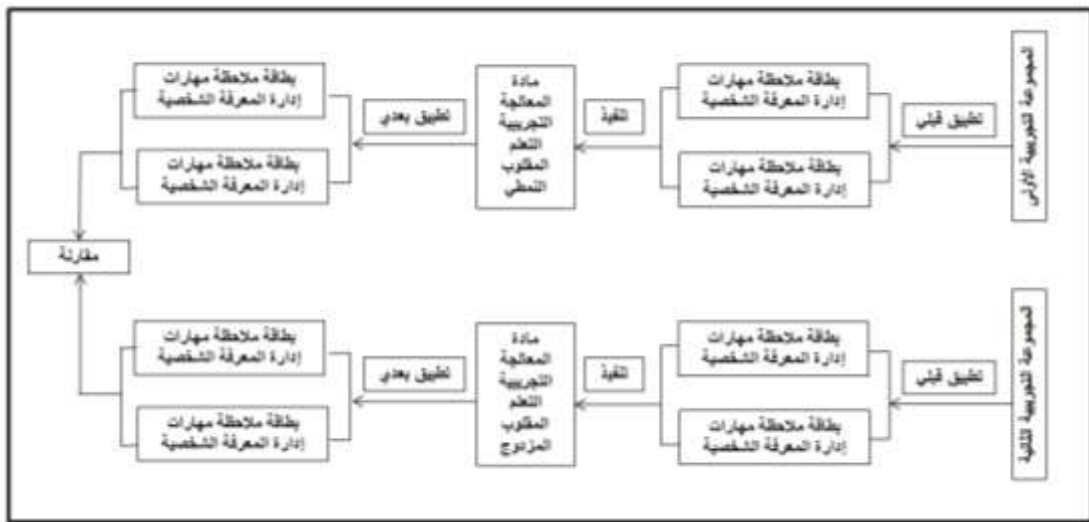 المجموعة التجريبية الأولى
تطبيق قبلي
بطاقة ملاحظة مهارات
إدارة المعرفة الشخصية
بطاقة ملاحظة مهارات
إدارة المعرفة الشخصية
تنفيذ
مادة
المعالجة
التجريبية
التعلم
المقلوب
النمطي
تطبيق بعدي
بطاقة ملاحظة مهارات
إدارة المعرفة الشخصية
بطاقة ملاحظة مهارات
إدارة المعرفة الشخصية
مقارنة
المجموعة التجريبية الثانية
تطبيق قبلي
بطاقة ملاحظة مهارات
إدارة المعرفة الشخصية
بطاقة ملاحظة مهارات
إدارة المعرفة الشخصية
تنفيذ
مادة
المعالجة
التجريبية
التعلم
المقلوب
المزدوج
تطبيق بعدي
بطاقة ملاحظة مهارات
إدارة المعرفة الشخصية
بطاقة ملاحظة مهارات
إدارة المعرفة الشخصية